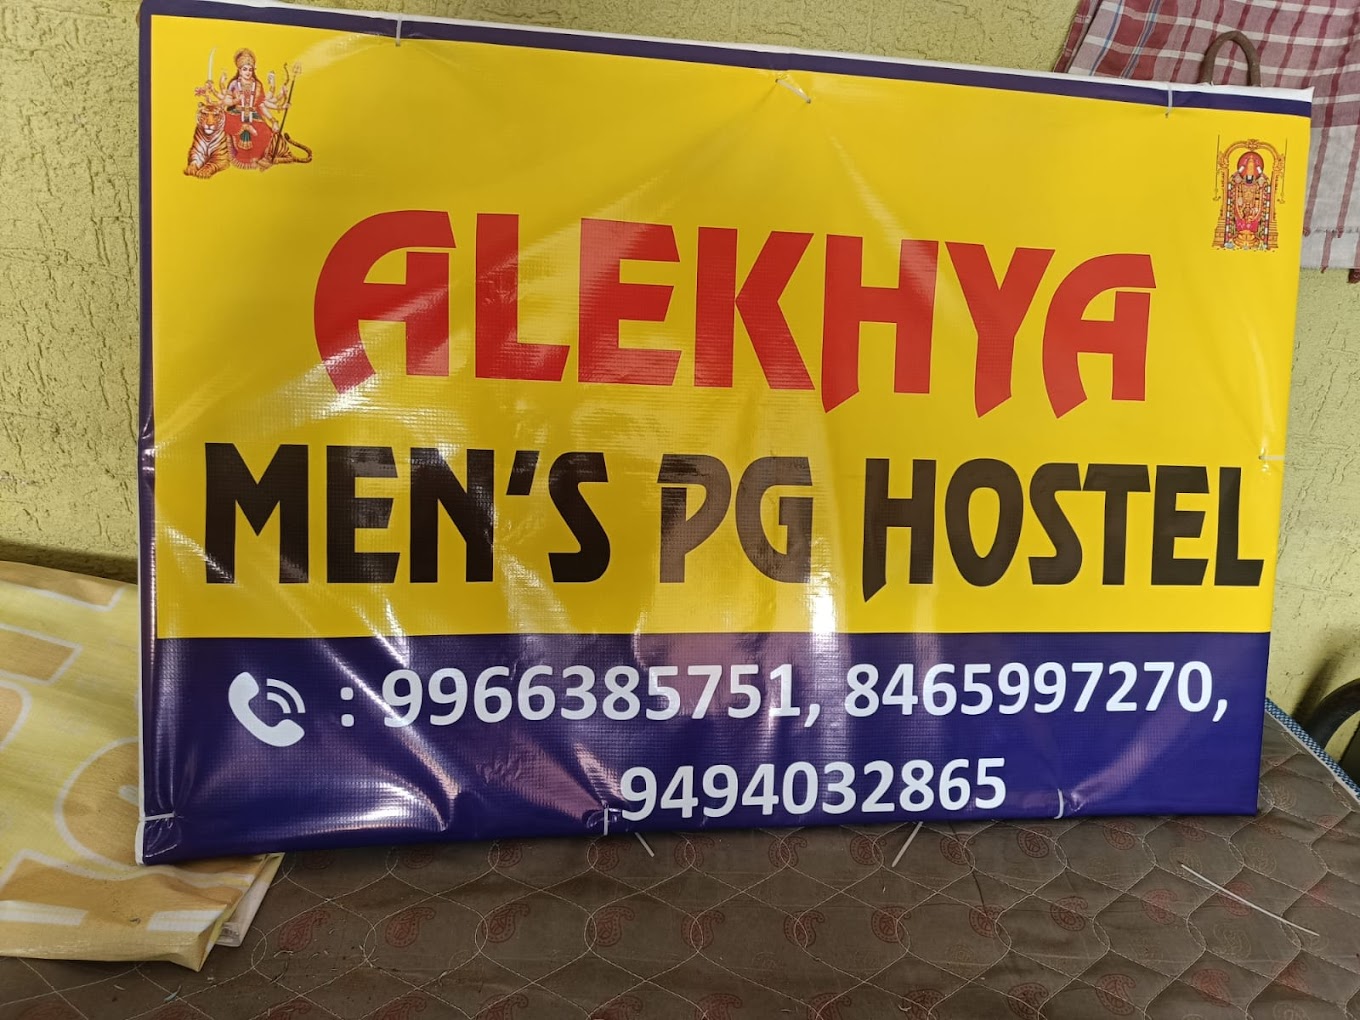 ALEKHYA
MEN'S PG HOSTEL
: 9966385751, 8465997270,
9494032865